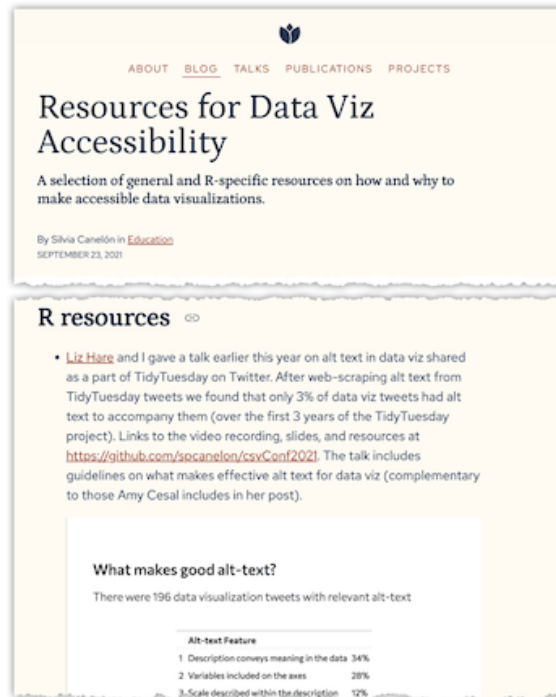 ABOUT BLOG TALKS PUBLICATIONS PROJECTS
Resources for Data Viz
Accessibility
A selection of general and R-specific resources on how and why to
make accessible data visualizations.
By Silvia Canelón in Education
SEPTEMBER 23, 2021
R resources
• Liz Hare and I gave a talk earlier this year on alt text in data viz shared
as a part of TidyTuesday on Twitter. After web-scraping alt text from
TidyTuesday tweets we found that only 3% of data viz tweets had alt
text to accompany them (over the first 3 years of the TidyTuesday
project). Links to the video recording, slides, and resources at
https://github.com/spcanelon/csvConf2021. The talk includes
guidelines on what makes effective alt text for data viz (complementary
to those Amy Cesal includes in her post).
What makes good alt-text?
There were 196 data visualization tweets with relevant alt-text
Alt-text Feature
1 Description conveys meaning in the data 34%
2 Variables included on the axes 28%
3 Scale described within the description 12%